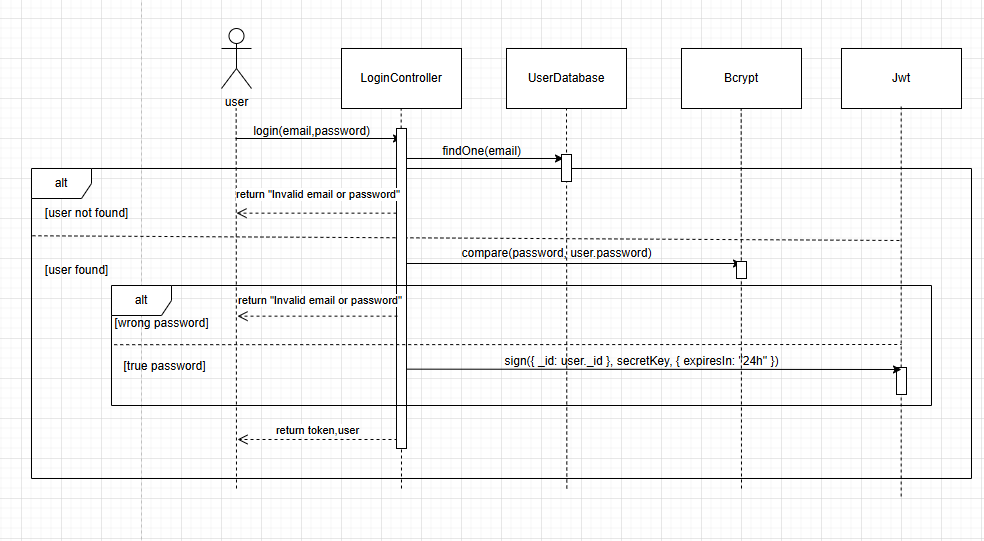 user
LoginController
UserDatabase
Bcrypt
Jwt
login(email,password)
findOne(email)
alt
return "Invalid email or password"
[user not found]
compare(password, user.password)
[user found]
alt
return "Invalid email or password"
[wrong password]
sign({ _id: user._id }, secretKey, { expiresIn: "24h" })
[true password]
return token,user